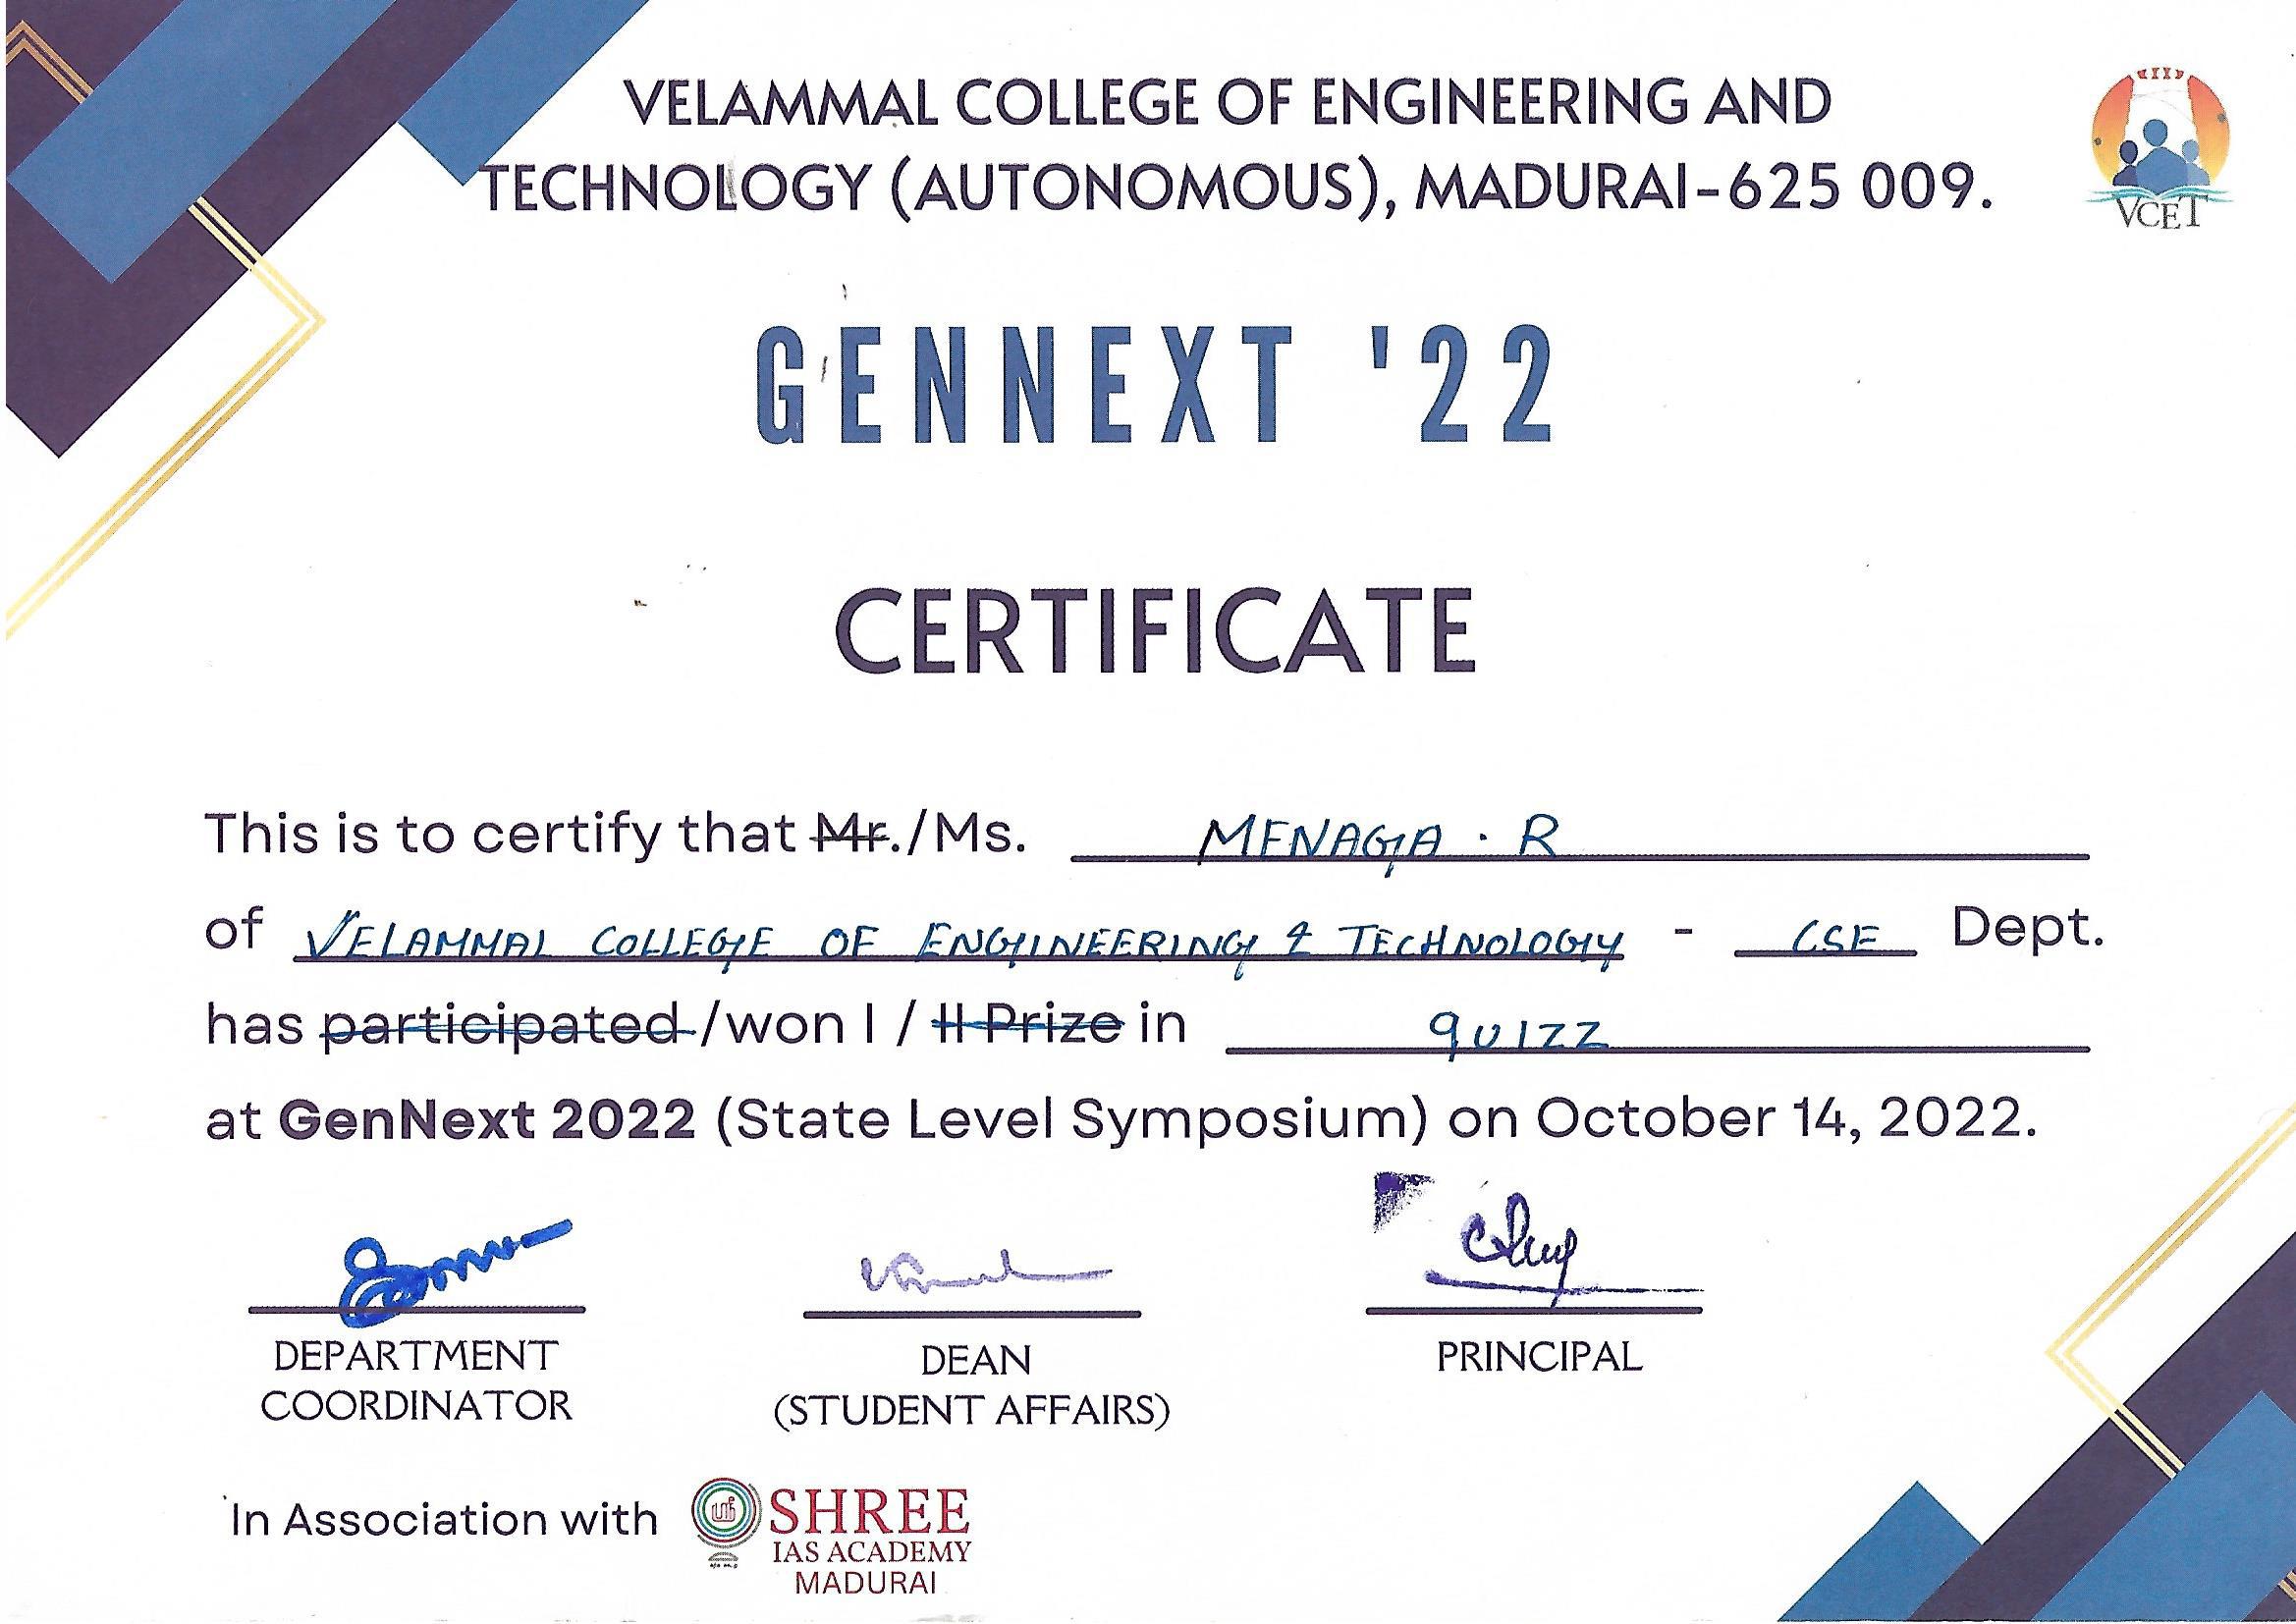 VELAMMAL COLLEGE OF ENGINEERING AND
TECHNOLOGY (AUTONOMOUS), MADURAI-625 009.
VCET
GENNEXT '22
CERTIFICATE
This is to certify that Mr./Ms. MENAGA . R
of VELAMMAL COLLEGE OF ENGINEERING & TECHNOLOGY - CSE Dept.
has participated /won I / II Prize in QUIZZ
at GenNext 2022 (State Level Symposium) on October 14, 2022.
DEPARTMENT
COORDINATOR
DEAN
(STUDENT AFFAIRS)
PRINCIPAL
In Association with
SHREE
IAS ACADEMY
MADURAI